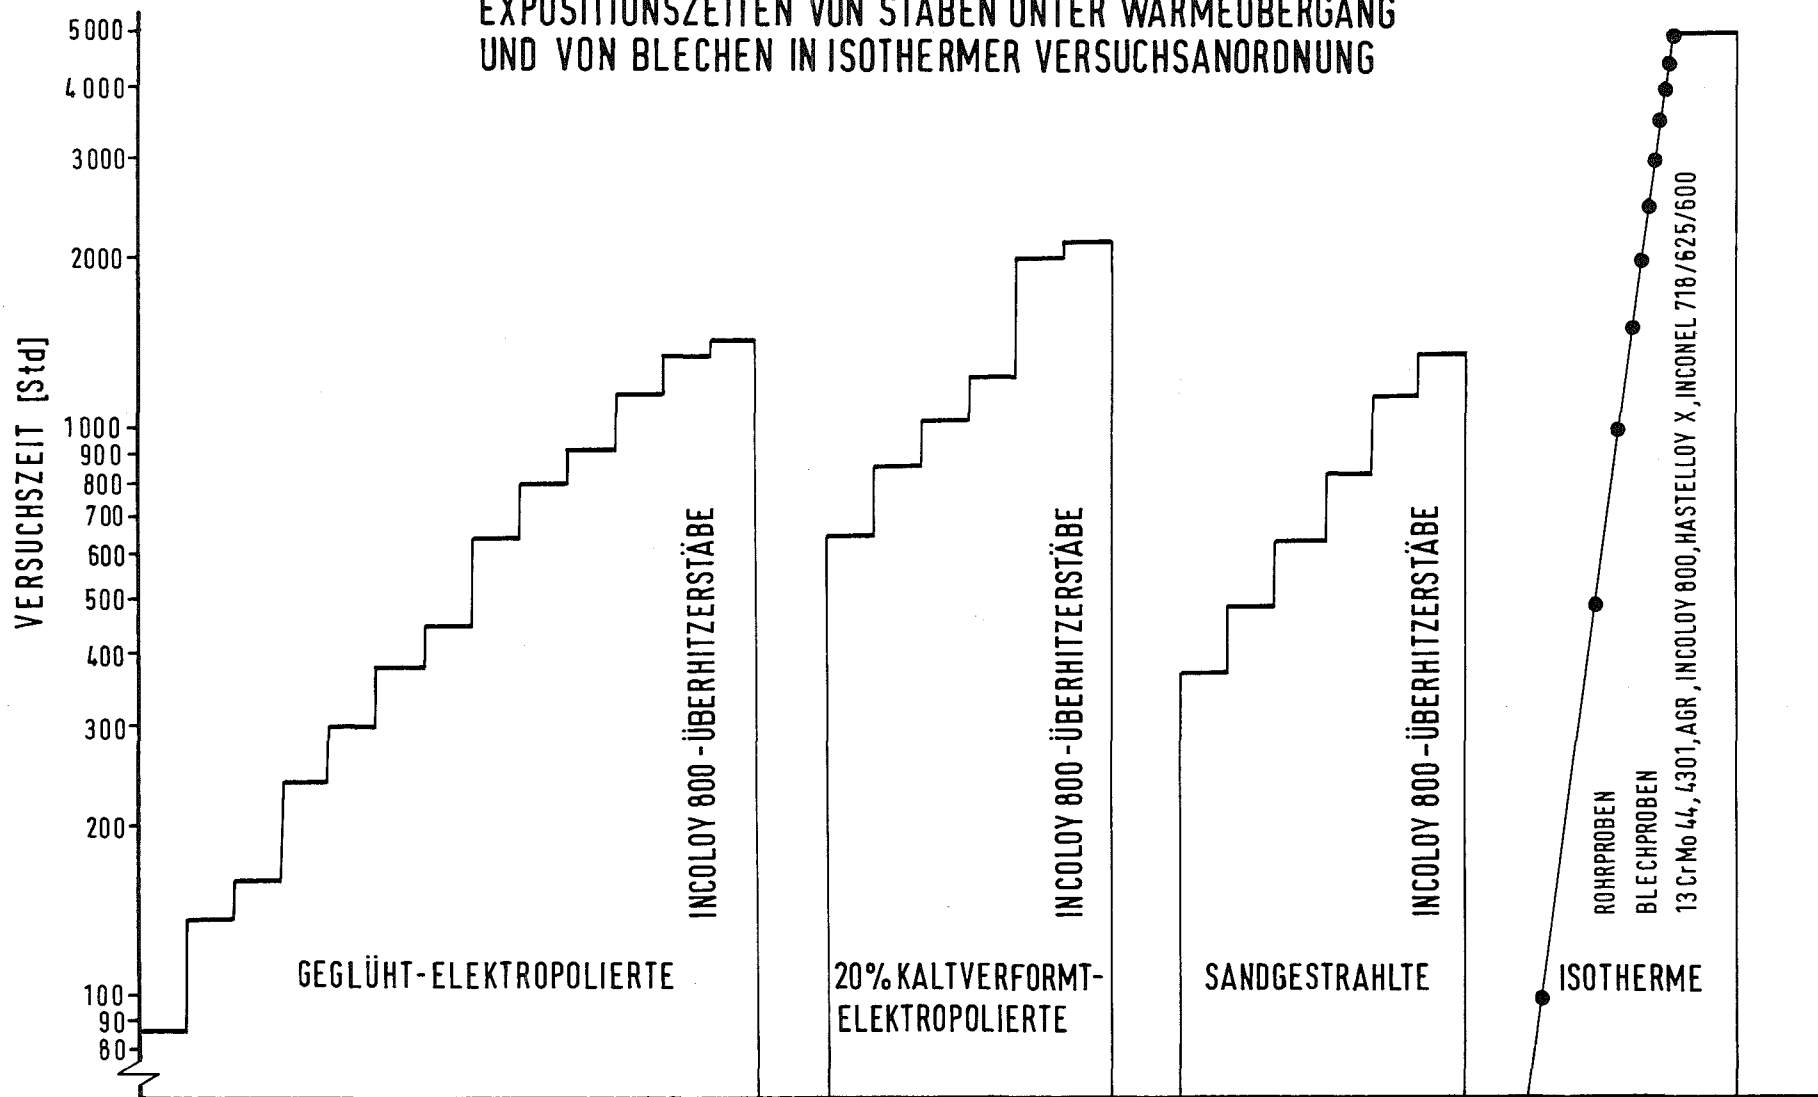 EXPOSITIONSZEITEN VON STÄBEN UNTER WÄRMEÜBERGANG
UND VON BLECHEN IN ISOTHERMER VERSUCHSANORDNUNG
VERSUCHSZEIT [Std]
5000
4000
3000
2000
1000
900
800
700
600
500
400
300
200
100
90
80
INCOLOY 800-ÜBERHITZERSTÄBE
GEGLÜHT-ELEKTROPOLIERTE
INCOLOY 800-ÜBERHITZERSTÄBE
20% KALTVERFORMT-
ELEKTROPOLIERTE
INCOLOY 800-ÜBERHITZERSTÄBE
SANDGESTRAHLTE
ROHRPROBEN
BLECHPROBEN
13 CrMo 44, 4301, AGR, INCOLOY 800, HASTELLOY X, INCONEL 718/625/600
ISOTHERME